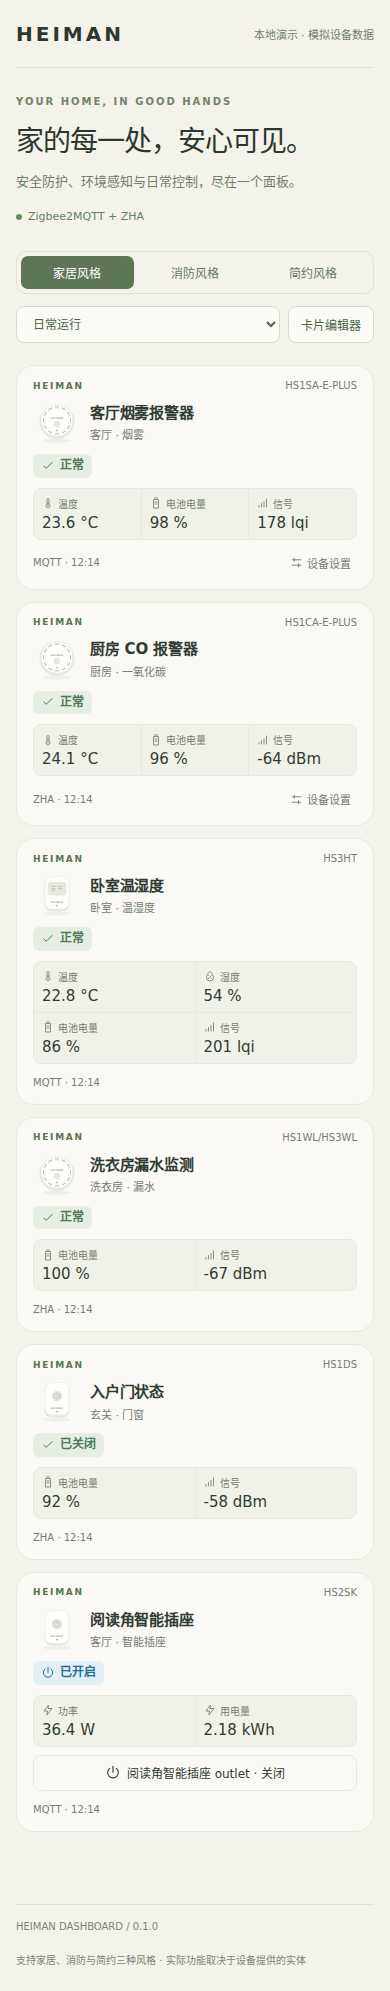 HEIMAN
本地演示 · 模拟设备数据
YOUR HOME, IN GOOD HANDS
家的每一处，安心可见。
安全防护、环境感知与日常控制，尽在一个面板。
Zigbee2MQTT + ZHA
家居风格 消防风格 简约风格
日常运行 卡片编辑器
HEIMAN HS1SA-E-PLUS
客厅烟雾报警器
客厅 · 烟雾
正常
温度 电池电量 信号
23.6 °C 98 % 178 lqi
MQTT · 12:14 设备设置
HEIMAN HS1CA-E-PLUS
厨房 CO 报警器
厨房 · 一氧化碳
正常
温度 电池电量 信号
24.1 °C 96 % -64 dBm
ZHA · 12:14 设备设置
HEIMAN HS3HT
卧室温湿度
卧室 · 温湿度
正常
温度 湿度
22.8 °C 54 %
电池电量 信号
86 % 201 lqi
MQTT · 12:14
HEIMAN HS1WL/HS3WL
洗衣房漏水监测
洗衣房 · 漏水
正常
电池电量 信号
100 % -67 dBm
ZHA · 12:14
HEIMAN HS1DS
入户门状态
玄关 · 门窗
已关闭
电池电量 信号
92 % -58 dBm
ZHA · 12:14
HEIMAN HS2SK
阅读角智能插座
客厅 · 智能插座
已开启
功率 用电量
36.4 W 2.18 kWh
阅读角智能插座 outlet · 关闭
MQTT · 12:14
HEIMAN DASHBOARD / 0.1.0
支持家居、消防与简约三种风格 · 实际功能取决于设备提供的实体